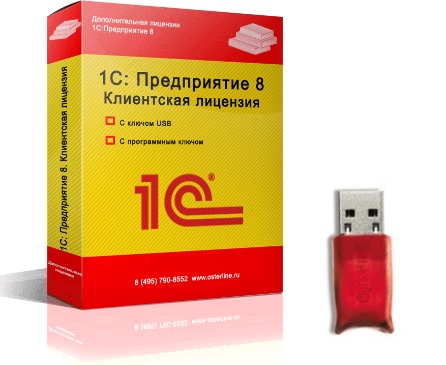 Дополнительная лицензии
1С:Предприятие 8
1С: Предприятие 8
Клиентская лицензия
С ключом USB
С программным ключом
1С®
8 (495) 790-8552 www.osterline.ru
1С: Предприятие 8. Клиентская лицензия